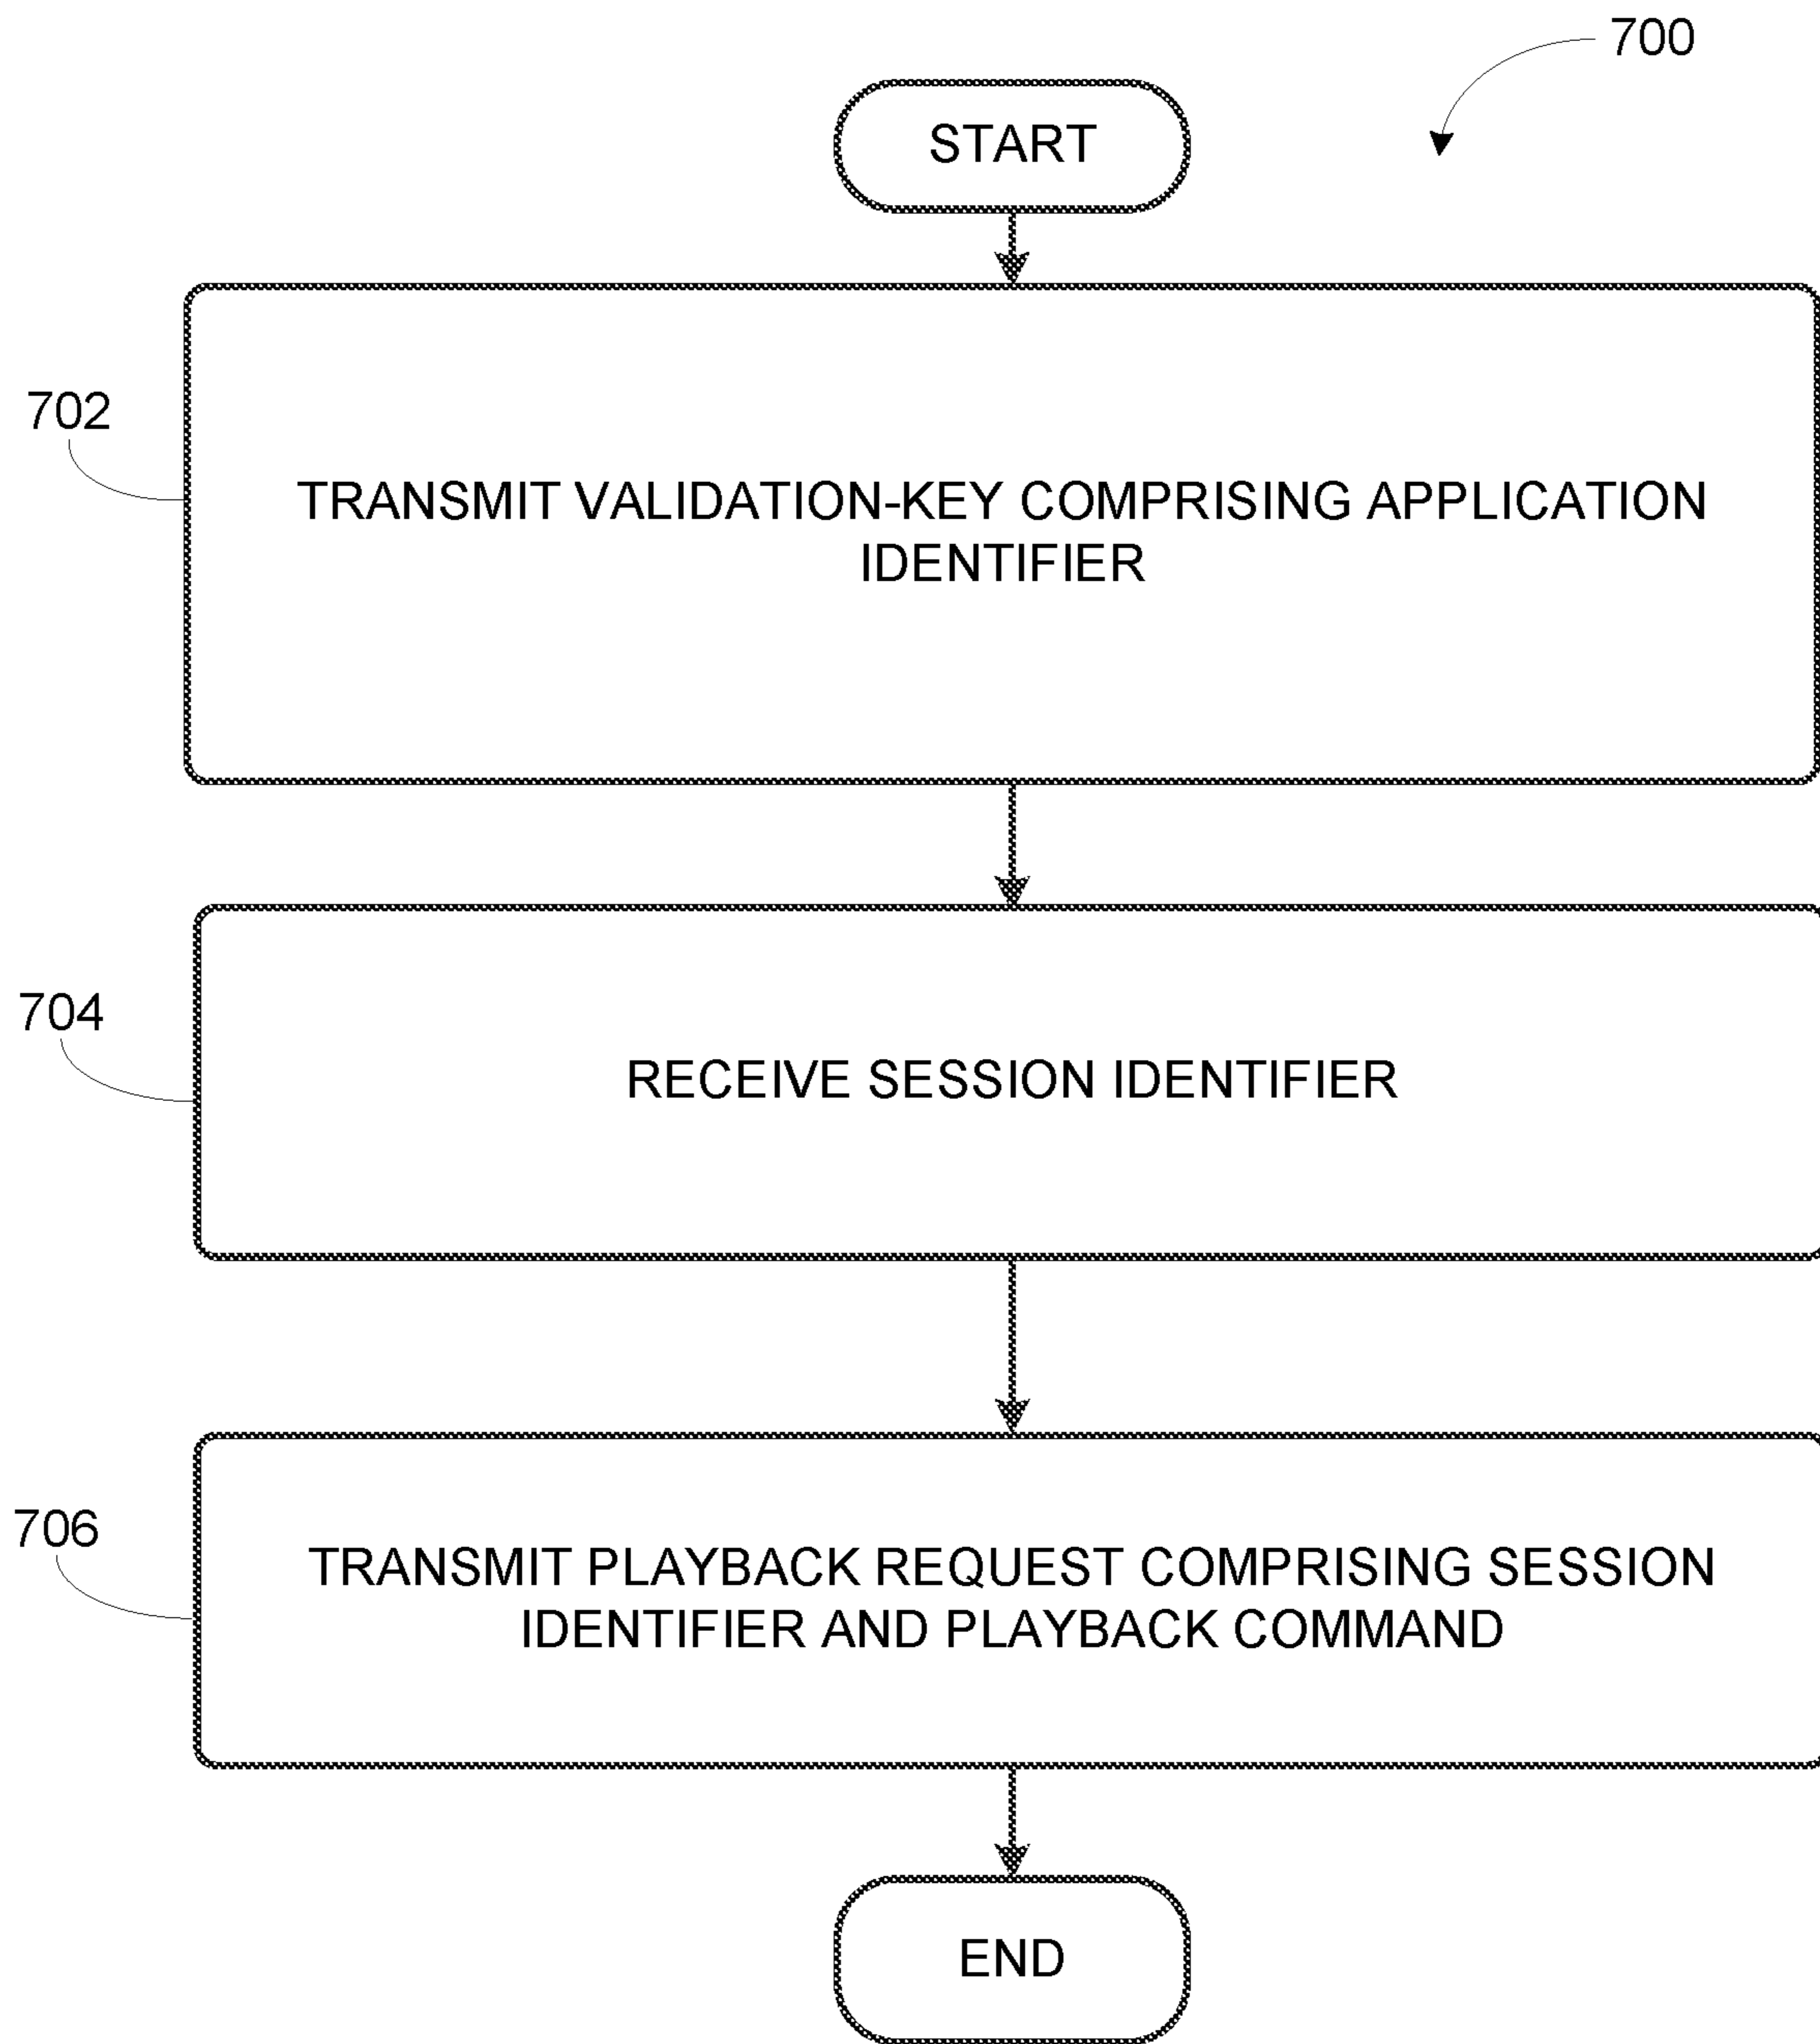 700
START
702
TRANSMIT VALIDATION-KEY COMPRISING APPLICATION
IDENTIFIER
704
RECEIVE SESSION IDENTIFIER
706
TRANSMIT PLAYBACK REQUEST COMPRISING SESSION
IDENTIFIER AND PLAYBACK COMMAND
END